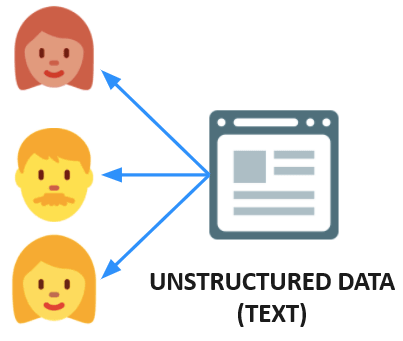 UNSTRUCTURED DATA
(TEXT)